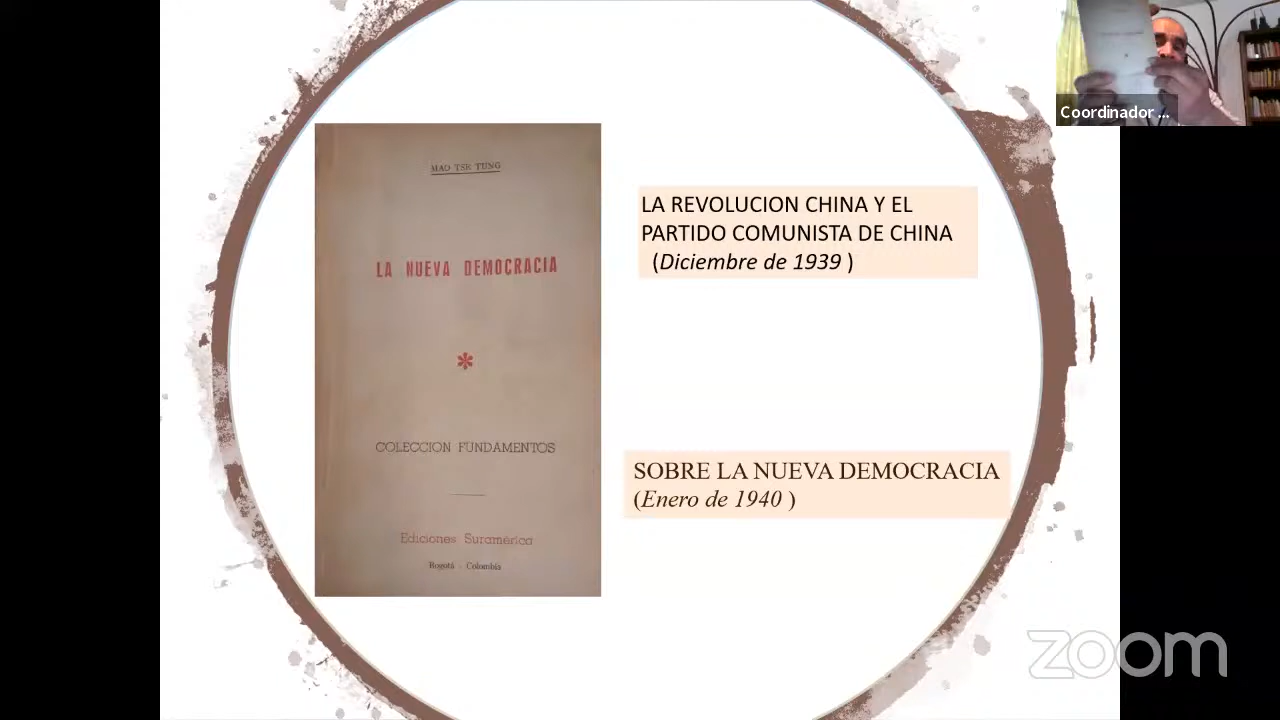 Coordinador ...
MAO TSE TUNG
LA NUEVA DEMOCRACIA
*
COLECCION FUNDAMENTOS
Ediciones Suramérica
Bogotá - Colombia
LA REVOLUCION CHINA Y EL
PARTIDO COMUNISTA DE CHINA
(Diciembre de 1939 )
SOBRE LA NUEVA DEMOCRACIA
(Enero de 1940 )
zoom